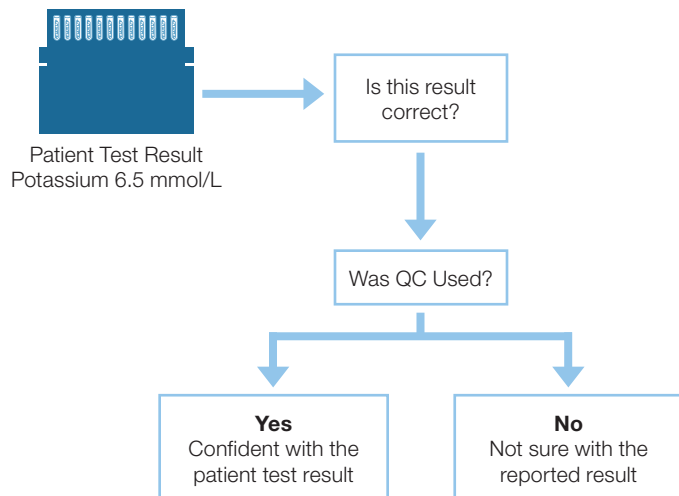 Is this result
correct?
Patient Test Result
Potassium 6.5 mmol/L
Was QC Used?
Yes
Confident with the
patient test result
No
Not sure with the
reported result